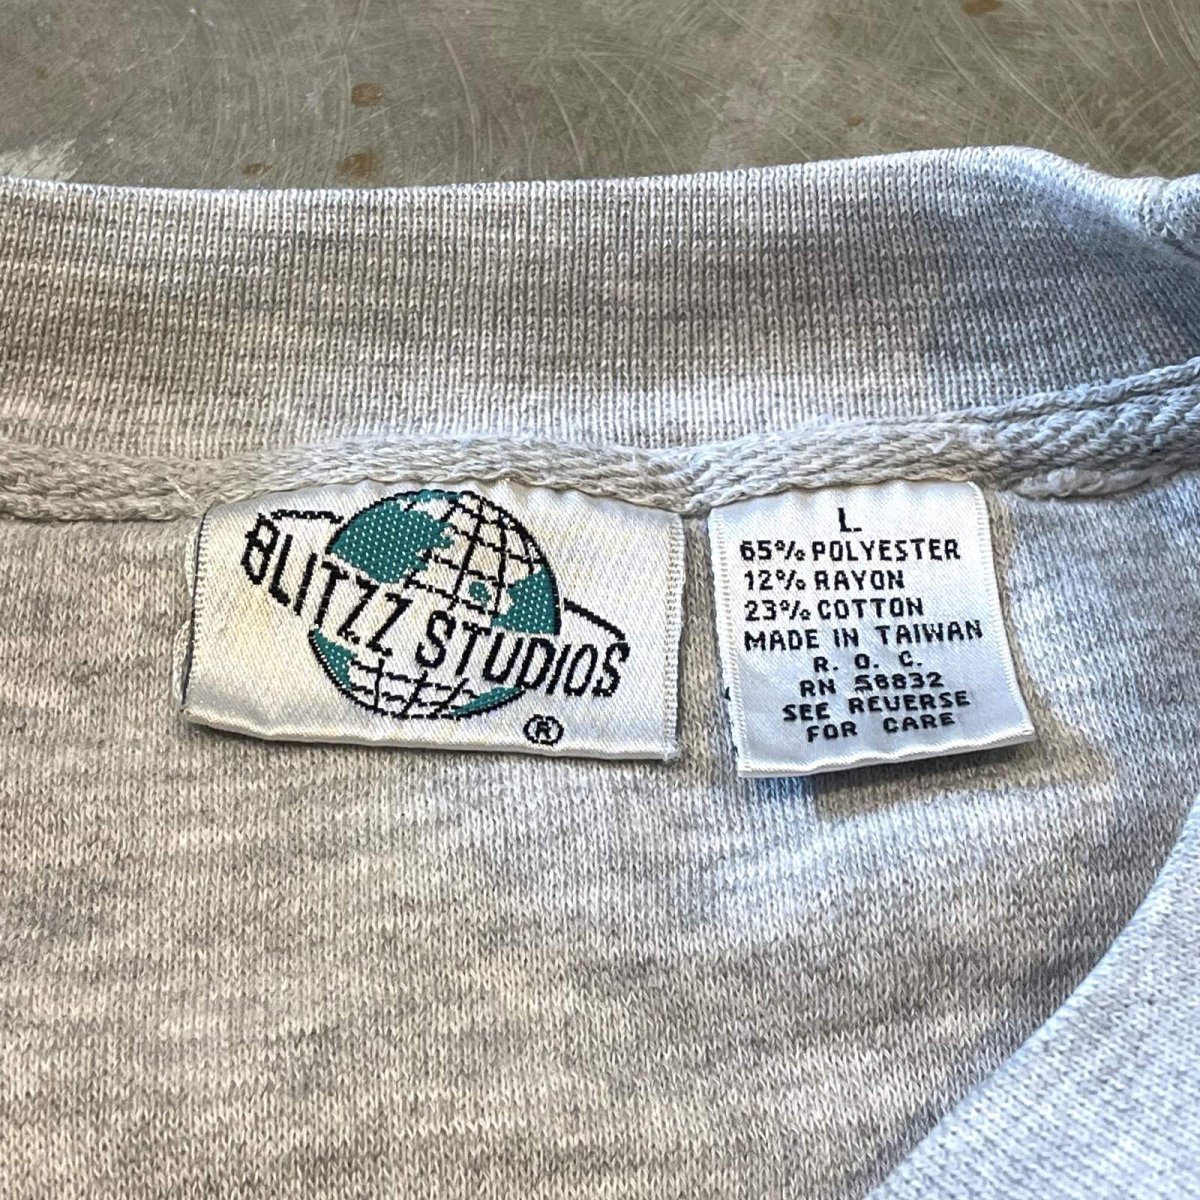 BLITZZ STUDIOS
®
L
65% POLYESTER
12% RAYON
23% COTTON
MADE IN TAIWAN
R. O. C.
RN 58832
SEE REVERSE
FOR CARE